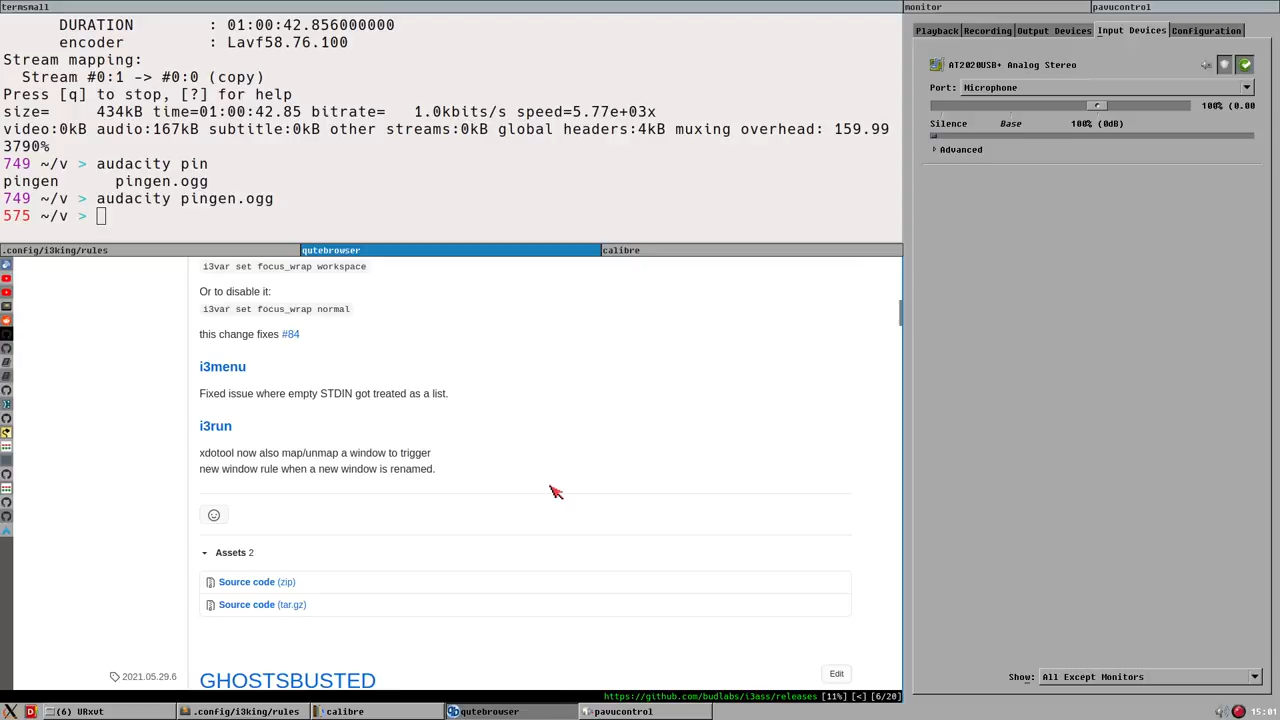 termsmall
DURATION        : 01:00:42.856000000
encoder         : Lavf58.76.100
Stream mapping:
Stream #0:1 -> #0:0 (copy)
Press [q] to stop, [?] for help
size=     434kB time=01:00:42.85 bitrate=   1.0kbits/s speed=5.77e+03x
video:0kB audio:167kB subtitle:0kB other streams:0kB global headers:4kB muxing overhead: 159.99
3790%
749 ~/v > audacity pin
pingen      pingen.ogg
749 ~/v > audacity pingen.ogg
575 ~/v >
.config/i3king/rules
qutebrowser
calibre
i3var set focus_wrap workspace
Or to disable it:
i3var set focus_wrap normal
this change fixes #84
i3menu
Fixed issue where empty STDIN got treated as a list.
i3run
xdotool now also map/unmap a window to trigger
new window rule when a new window is renamed.
Assets 2
Source code (zip)
Source code (tar.gz)
2021.05.29.6
GHOSTSBUSTED
Edit
https://github.com/budlabs/i3ass/releases [11%] [<] [6/20]
monitor
pavucontrol
Playback
Recording
Output Devices
Input Devices
Configuration
AT2020USB+ Analog Stereo
Port: Microphone
100% (0.00
Silence
Base
100% (0dB)
Advanced
Show: All Except Monitors
(6) URxvt
.config/i3king/rules
calibre
qutebrowser
pavucontrol
15:01